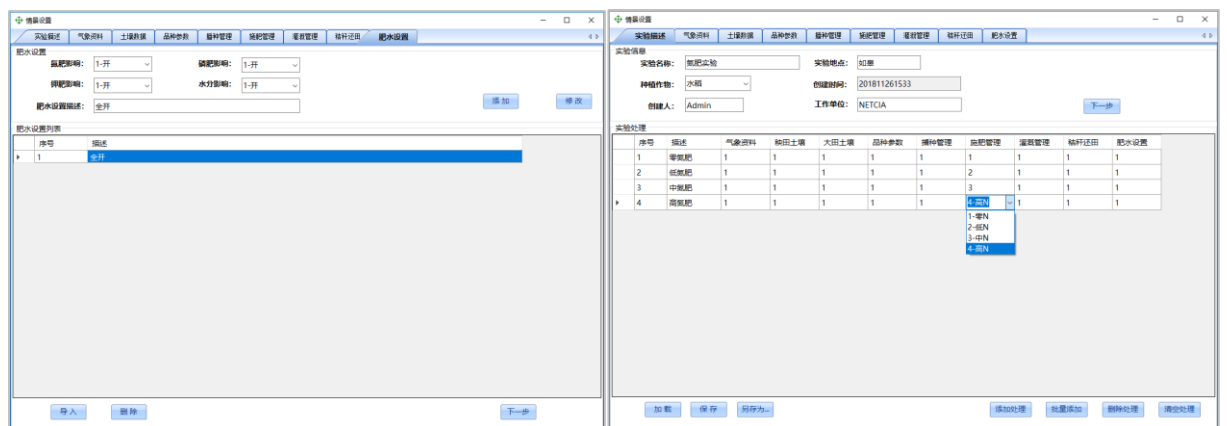 情景设置
实验描述 气象资料 土壤数据 品种参数 播种管理 施肥管理 灌溉管理 秸秆还田 肥水设置
肥水设置
氮肥影响: 1-开 磷肥影响: 1-开
钾肥影响: 1-开 水分影响: 1-开
肥水设置描述: 全开 添加 修改
肥水设置列表
序号 描述
1 全开
导入 删除 下一步
情景设置
实验描述 气象资料 土壤数据 品种参数 播种管理 施肥管理 灌溉管理 秸秆还田 肥水设置
实验信息
实验名称: 氮肥实验 实验地点: 如皋
种植作物: 水稻 创建时间: 201811261533
创建人: Admin 工作单位: NETCIA 下一步
实验处理
序号 描述 气象资料 秧田土壤 大田土壤 品种参数 播种管理 施肥管理 灌溉管理 秸秆还田 肥水设置
1 零氮肥 1 1 1 1 1 1 1 1 1
2 低氮肥 1 1 1 1 1 2 1 1 1
3 中氮肥 1 1 1 1 1 3 1 1 1
4 高氮肥 1 1 1 1 1 4-高N 1 1 1
1-零N
2-低N
3-中N
4-高N
加载 保存 另存为... 添加处理 批量添加 删除处理 清空处理